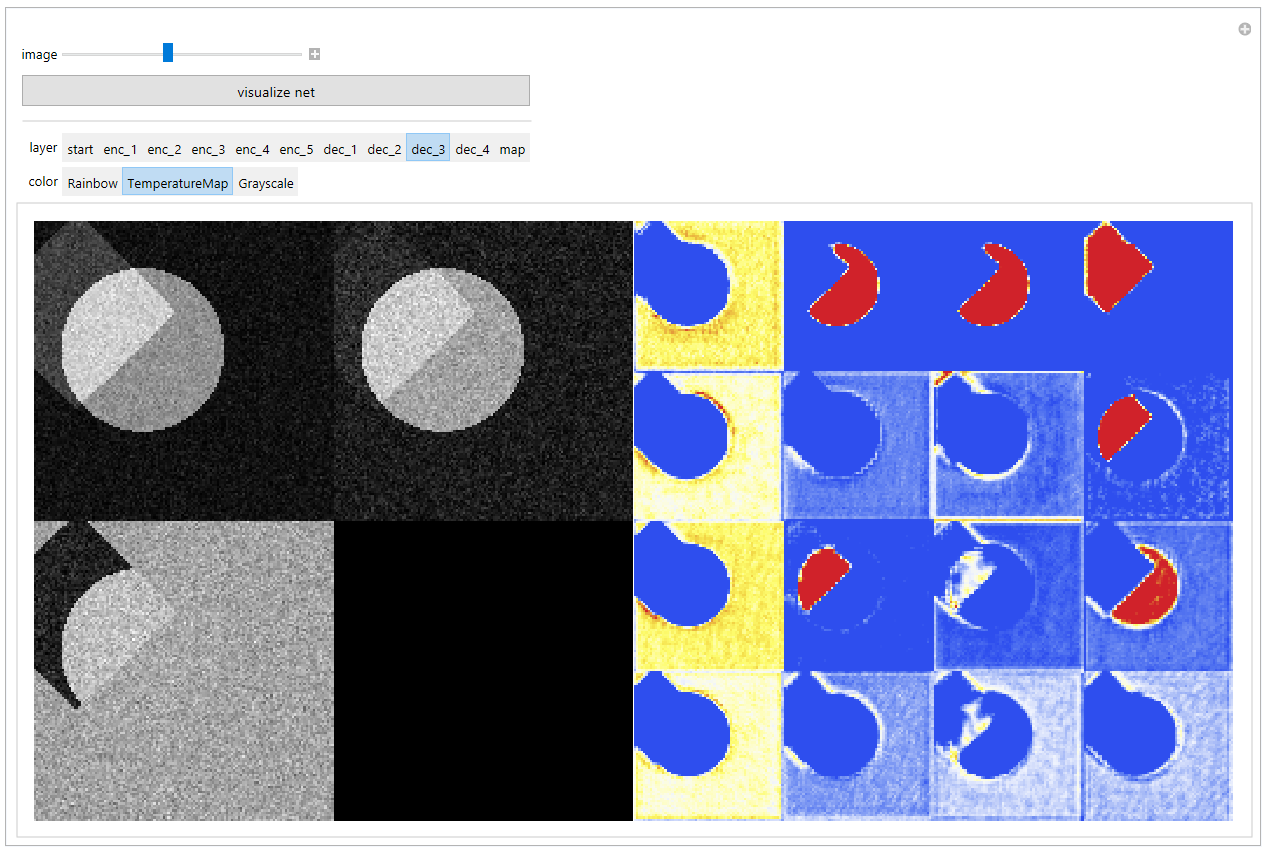 image
visualize net
layer start enc_1 enc_2 enc_3 enc_4 enc_5 dec_1 dec_2 dec_3 dec_4 map
color Rainbow TemperatureMap Grayscale